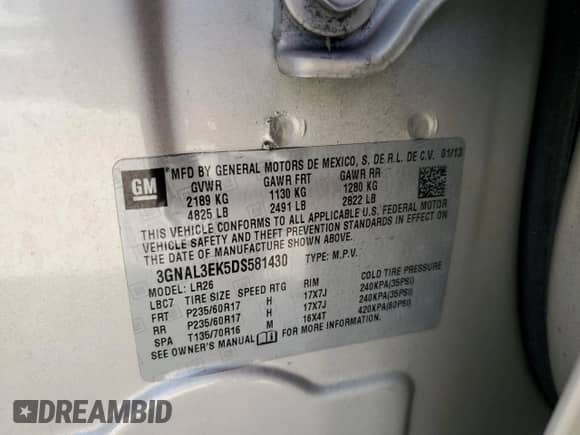 GM
MFD BY GENERAL MOTORS DE MEXICO, S, DE R.L. DE C.V. 01/13
GVWR GAWR FRT GAWR RR
2189 KG 1130 KG 1280 KG
4825 LB 2491 LB 2822 LB
THIS VEHICLE CONFORMS TO ALL APPLICABLE U.S. FEDERAL MOTOR
VEHICLE SAFETY AND THEFT PREVENTION STANDARDS IN EFFECT ON
THE DATE OF MANUFACTURE SHOWN ABOVE.
3GNAL3EK5DS581430 TYPE: M.P.V.
MODEL: LR26
LBC7 TIRE SIZE SPEED RTG RIM COLD TIRE PRESSURE
FRT P235/60R17 H 17X7J 240KPA(35PSI)
RR P235/60R17 H 17X7J 240KPA(35PSI)
SPA T135/70R16 M 16X4T 420KPA(60PSI)
SEE OWNER'S MANUAL FOR MORE INFORMATION.
DREAMBID